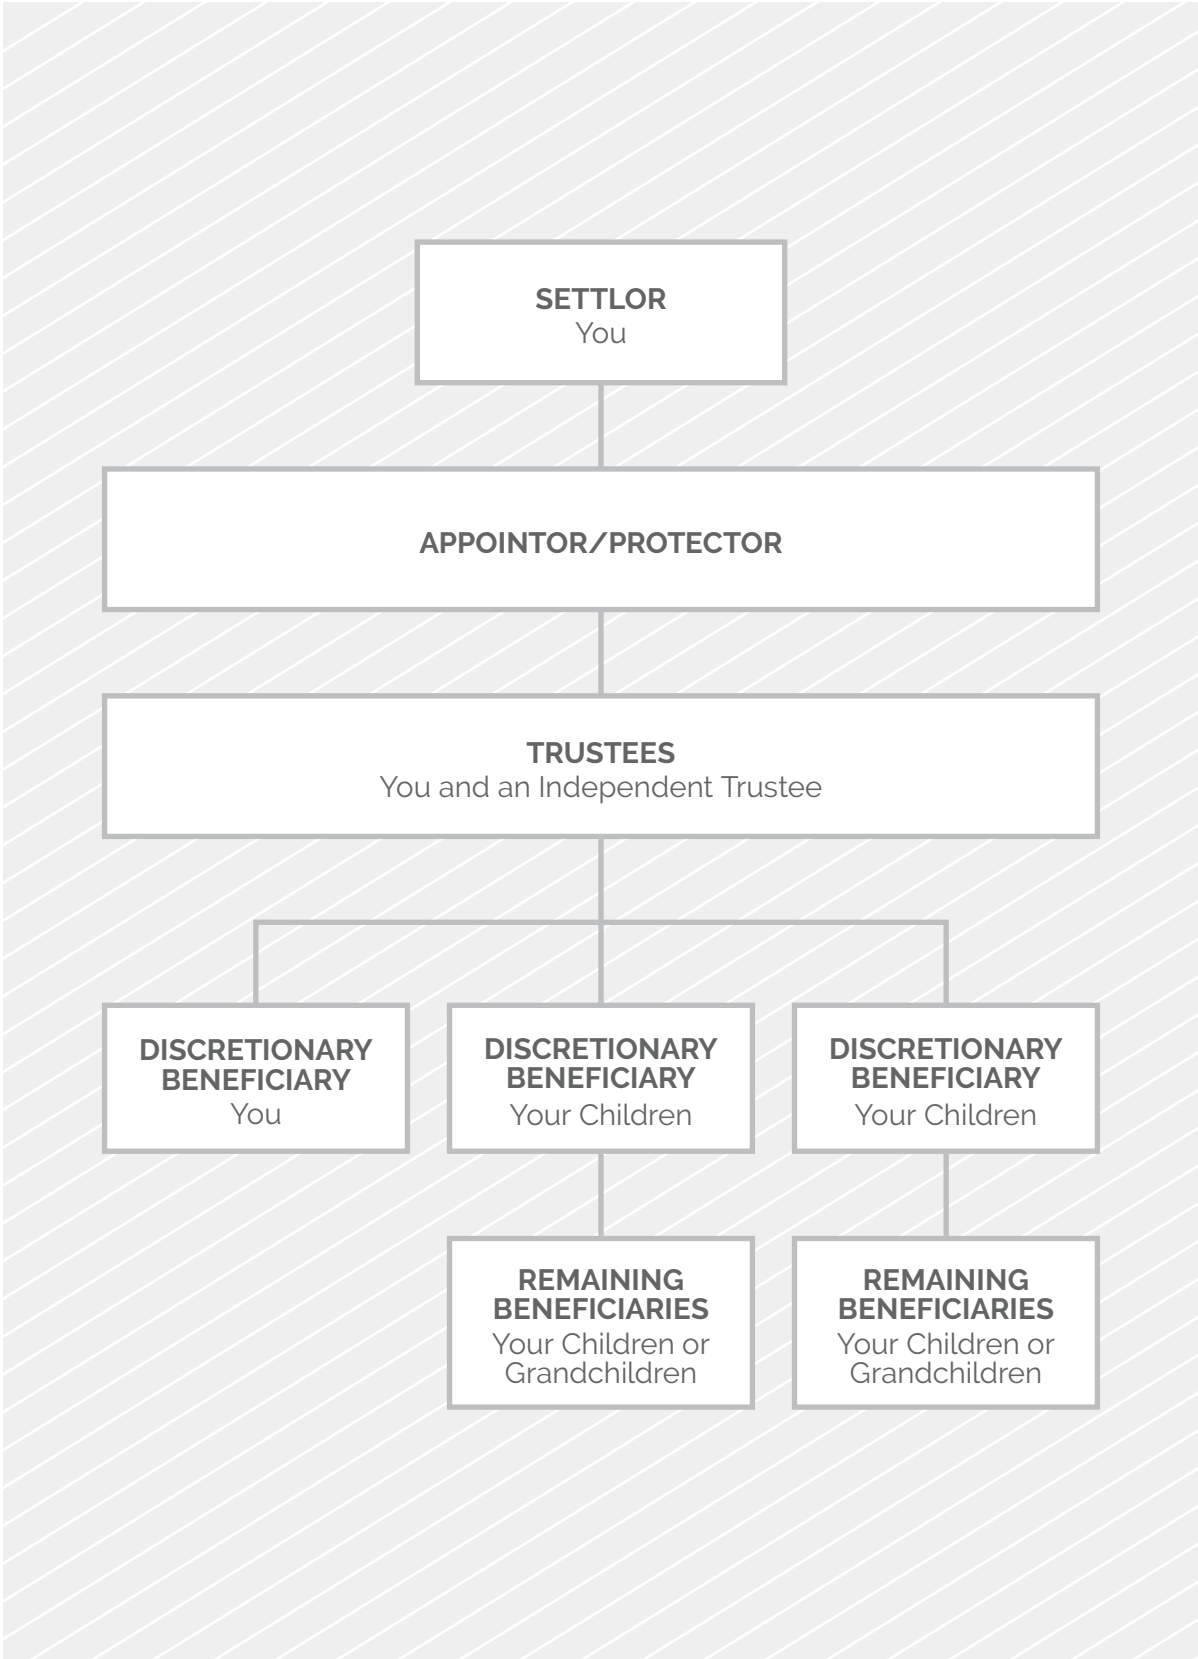 SETTLOR
You
APPOINTOR/PROTECTOR
TRUSTEES
You and an Independent Trustee
DISCRETIONARY
BENEFICIARY
You
DISCRETIONARY
BENEFICIARY
Your Children
DISCRETIONARY
BENEFICIARY
Your Children
REMAINING
BENEFICIARIES
Your Children or
Grandchildren
REMAINING
BENEFICIARIES
Your Children or
Grandchildren